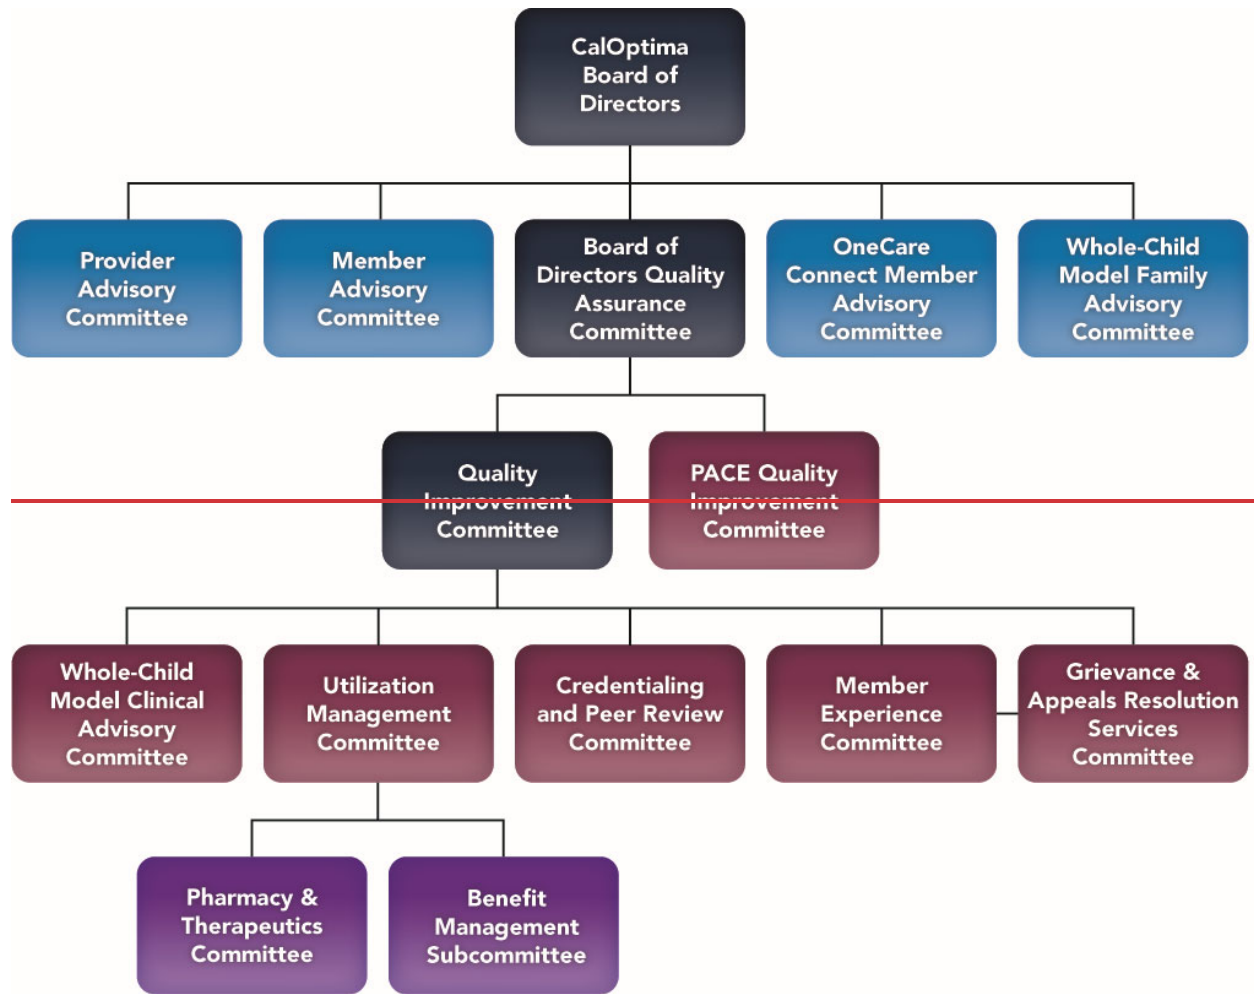 CalOptima
Board of
Directors
Provider
Advisory
Committee
Member
Advisory
Committee
Board of
Directors Quality
Assurance
Committee
OneCare
Connect Member
Advisory
Committee
Whole-Child
Model Family
Advisory
Committee
Quality
Improvement
Committee
PACE Quality
Improvement
Committee
Whole-Child
Model Clinical
Advisory
Committee
Utilization
Management
Committee
Credentialing
and Peer Review
Committee
Member
Experience
Committee
Grievance &
Appeals Resolution
Services
Committee
Pharmacy &
Therapeutics
Committee
Benefit
Management
Subcommittee